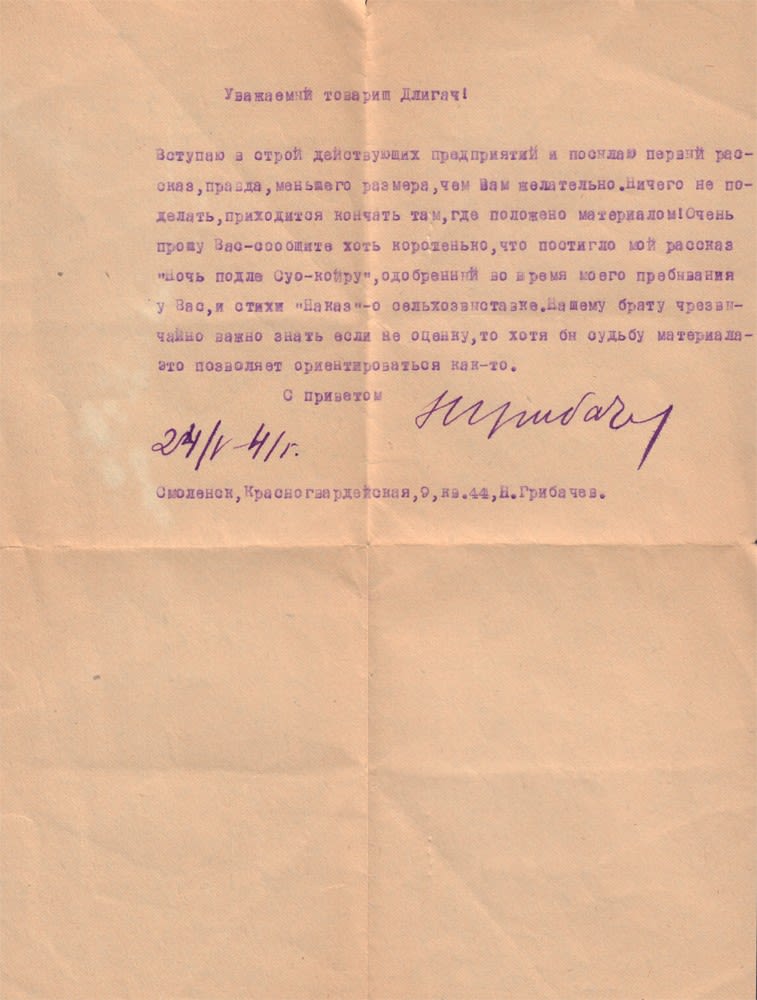 Уважаемый товарищ Длигач!
Вступаю в строй действующих предприятий и посылаю первый рас-
сказ,правда,меньшего размера,чем Вам желательно.Ничего не по-
делать,приходится кончать там,где положено материалом!Очень
прошу Вас-сооощите хоть коротенько,что постигло мой рассказ
"Ночь подле Суо-койру",одобренный во время моего пребывания
у Вас,и стихи "Наказ"-о сельхозвыставке.Нашему брату чрезвы-
чайно важно знать если не оценку,то хотя бы судьбу материала-
это позволяет ориентироваться как-то.
С приветом Н Грибачев
24/V-41г.
Смоленск,Красногвардейская,9,кв.44,Н.Грибачев.